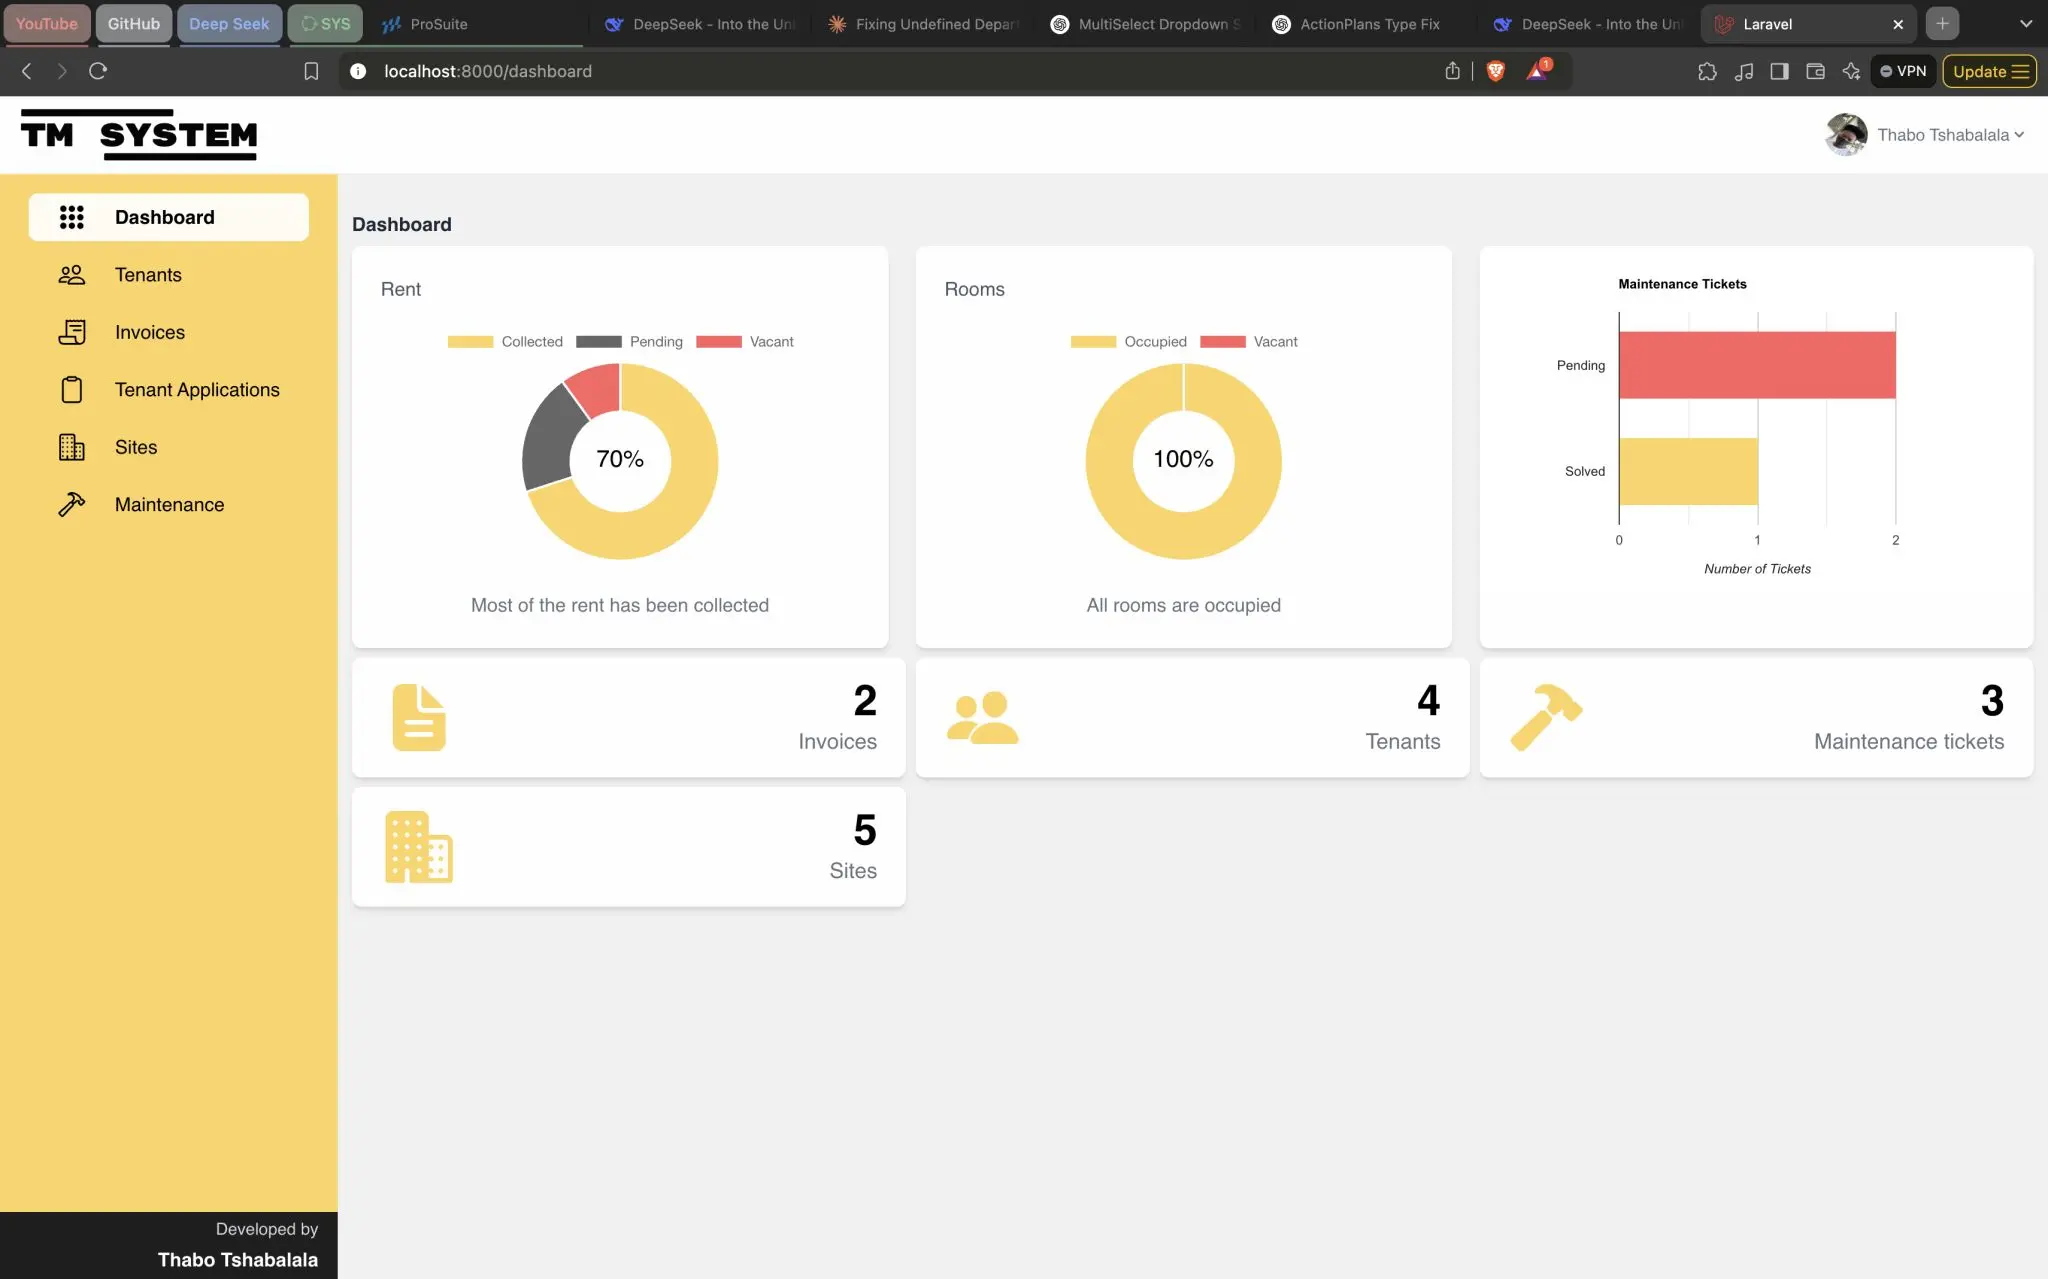 YouTube
GitHub
Deep Seek
SYS
ProSuite
DeepSeek - Into the Un
Fixing Undefined Depar
MultiSelect Dropdown S
ActionPlans Type Fix
DeepSeek - Into the Un
Laravel
localhost:8000/dashboard
1
VPN
Update
TM SYSTEM
Thabo Tshabalala
Dashboard
Tenants
Invoices
Tenant Applications
Sites
Maintenance
Developed by
Thabo Tshabalala
Dashboard
Rent
Collected
Pending
Vacant
70%
Most of the rent has been collected
Rooms
Occupied
Vacant
100%
All rooms are occupied
Maintenance Tickets
Pending
Solved
0
1
2
Number of Tickets
2
Invoices
4
Tenants
3
Maintenance tickets
5
Sites